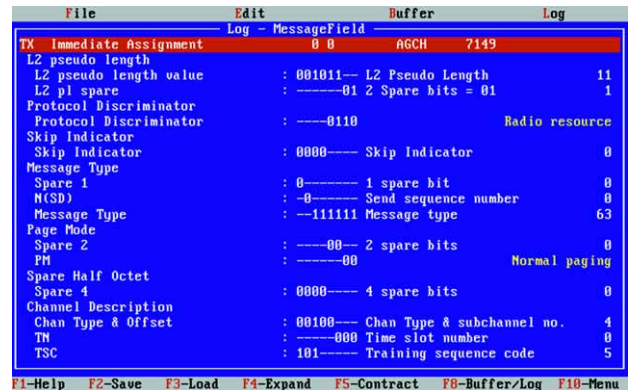 File Edit Buffer Log
Log - MessageField
TX Immediate Assignment 0 0 AGCH 7149
L2 pseudo length
L2 pseudo length value : 001011-- L2 Pseudo Length 11
L2 pl spare : ------01 2 Spare bits = 01 1
Protocol Discriminator
Protocol Discriminator : ----0110 Radio resource
Skip Indicator
Skip Indicator : 0000---- Skip Indicator 0
Message Type
Spare 1 : 0------- 1 spare bit 0
N(SD) : -0------ Send sequence number 0
Message Type : --111111 Message type 63
Page Mode
Spare 2 : ----00-- 2 spare bits 0
PM : ------00 Normal paging
Spare Half Octet
Spare 4 : 0000---- 4 spare bits 0
Channel Description
Chan Type & Offset : 00100--- Chan Type & subchannel no. 4
TN : -----000 Time slot number 0
TSC : 101----- Training sequence code 5
F1-Help F2-Save F3-Load F4-Expand F5-Contract F8-Buffer/Log F10-Menu